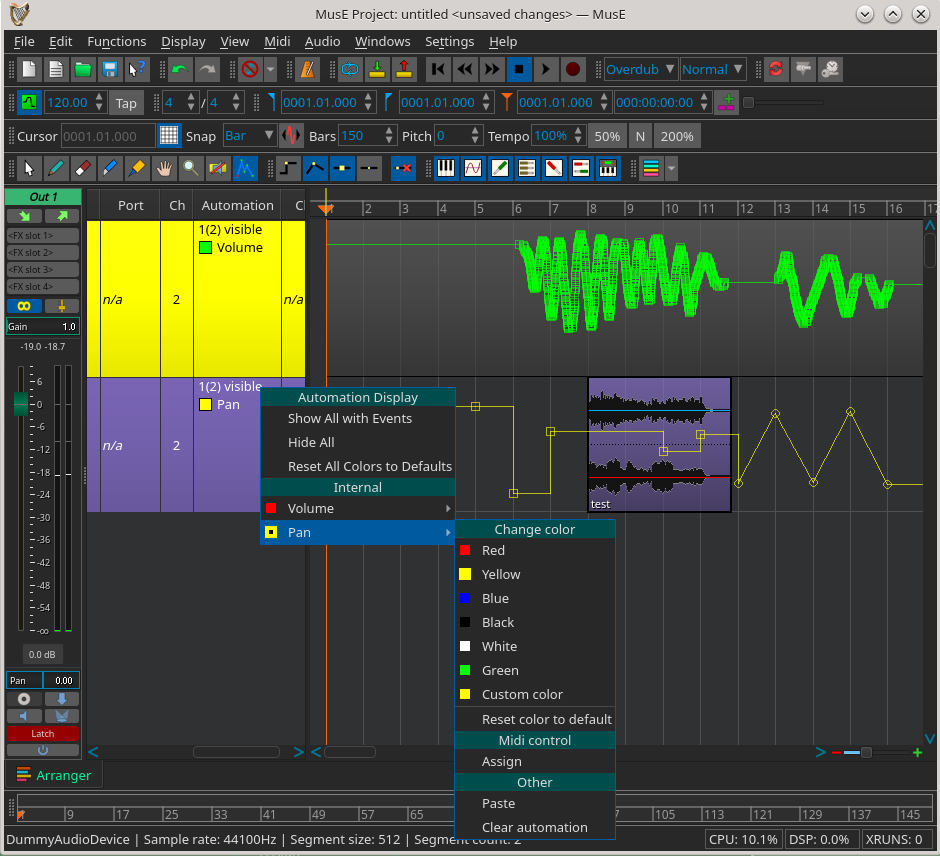 MusE Project: untitled <unsaved changes> — MusE
File Edit Functions Display View Midi Audio Windows Settings Help
Overdub Normal
120.00 Tap 4 / 4 0001.01.000 0001.01.000 0001.01.000 000:00:00:00
Cursor 0001.01.000 Snap Bar Bars 150 Pitch 0 Tempo 100% 50% N 200%
Out 1
<FX slot 1>
<FX slot 2>
<FX slot 3>
<FX slot 4>
Gain 1.0
-19.0 -18.7
6
0
-6
-12
-18
-24
-30
-36
-42
-48
-54
-∞
0.0 dB
Pan 0.00
Latch
Port Ch Automation Cl
1 2 3 4 5 6 7 8 9 10 11 12 13 14 15 16 17
1(2) visible
Volume
n/a 2 n/a
1(2) visible
Pan
n/a 2
test
Automation Display
Show All with Events
Hide All
Reset All Colors to Defaults
Internal
Volume
Pan
Change color
Red
Yellow
Blue
Black
White
Green
Custom color
Reset color to default
Midi control
Assign
Other
Paste
Clear automation
Arranger
9 17 25 33 41 49 57 65 97 105 113 121 129 137 145
DummyAudioDevice | Sample rate: 44100Hz | Segment size: 512 | Segment count: 2
CPU: 10.1% DSP: 0.0% XRUNS: 0